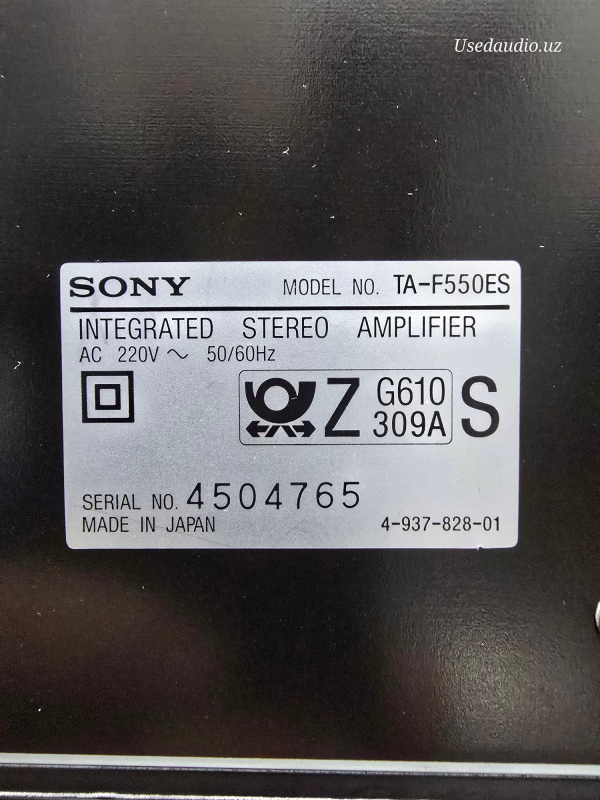 Usedaudio.uz
SONY MODEL NO. TA-F550ES
INTEGRATED STEREO AMPLIFIER
AC 220V ~ 50/60Hz
Z G610 S
309A
SERIAL NO. 4504765
MADE IN JAPAN 4-937-828-01